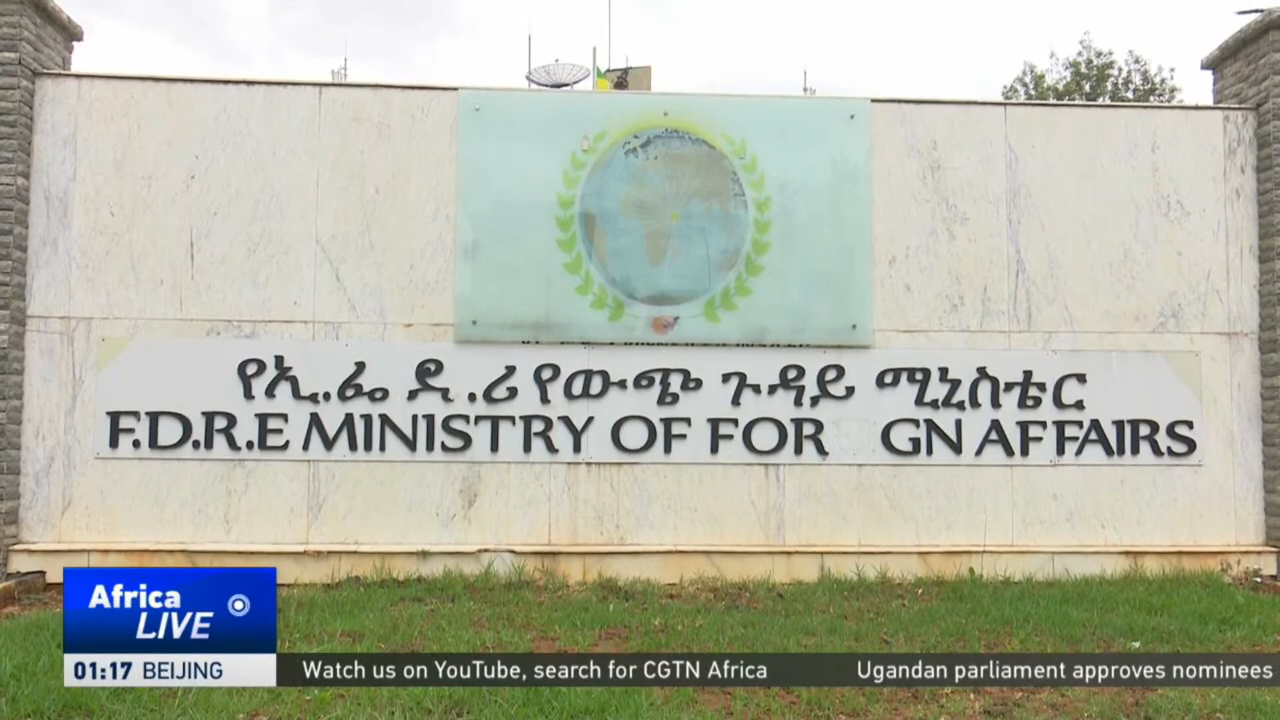 የኢ..ፌ ዲ .ሪ የውጭ ጉዳይ ሚኒስቴር
F.D.R.E MINISTRY OF FOR GN AFFAIRS
Africa
LIVE
01:17 BEIJING
Watch us on YouTube, search for CGTN Africa
Ugandan parliament approves nominees